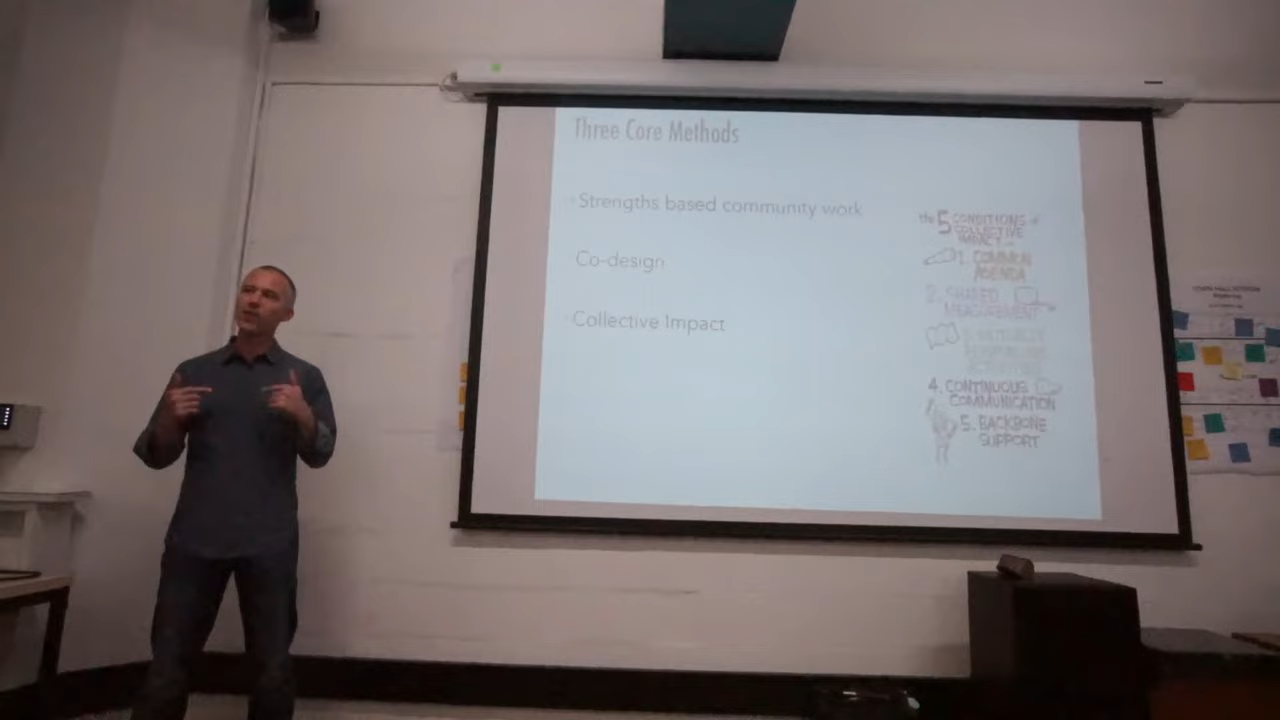 Three Core Methods
Strengths based community work
Co-design
Collective Impact
the 5 CONDITIONS of
COLLECTIVE
IMPACT
1. COMMON
AGENDA
2. SHARED
MEASUREMENT
4. CONTINUOUS
COMMUNICATION
5. BACKBONE
SUPPORT